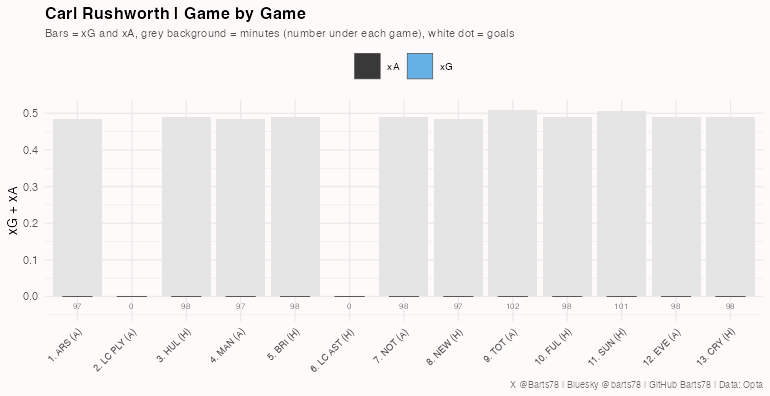 Carl Rushworth | Game by Game
Bars = xG and xA, grey background = minutes (number under each game), white dot = goals
xA xG
XG + xA
0.5
0.4
0.3
0.2
0.1
0.0
97 0 98 97 98 0 98 97 102 98 101 98 98
1. ARS (A)
2. LC PLY (A)
3. HUL (H)
4. MAN (A)
5. BRI (H)
6. LC AST (H)
7. NOT (A)
8. NEW (H)
9. TOT (A)
10. FUL (H)
11. SUN (H)
12. EVE (A)
13. CRY (H)
X @Barts78 | Bluesky @barts78 | GitHub Barts78 | Data: Opta